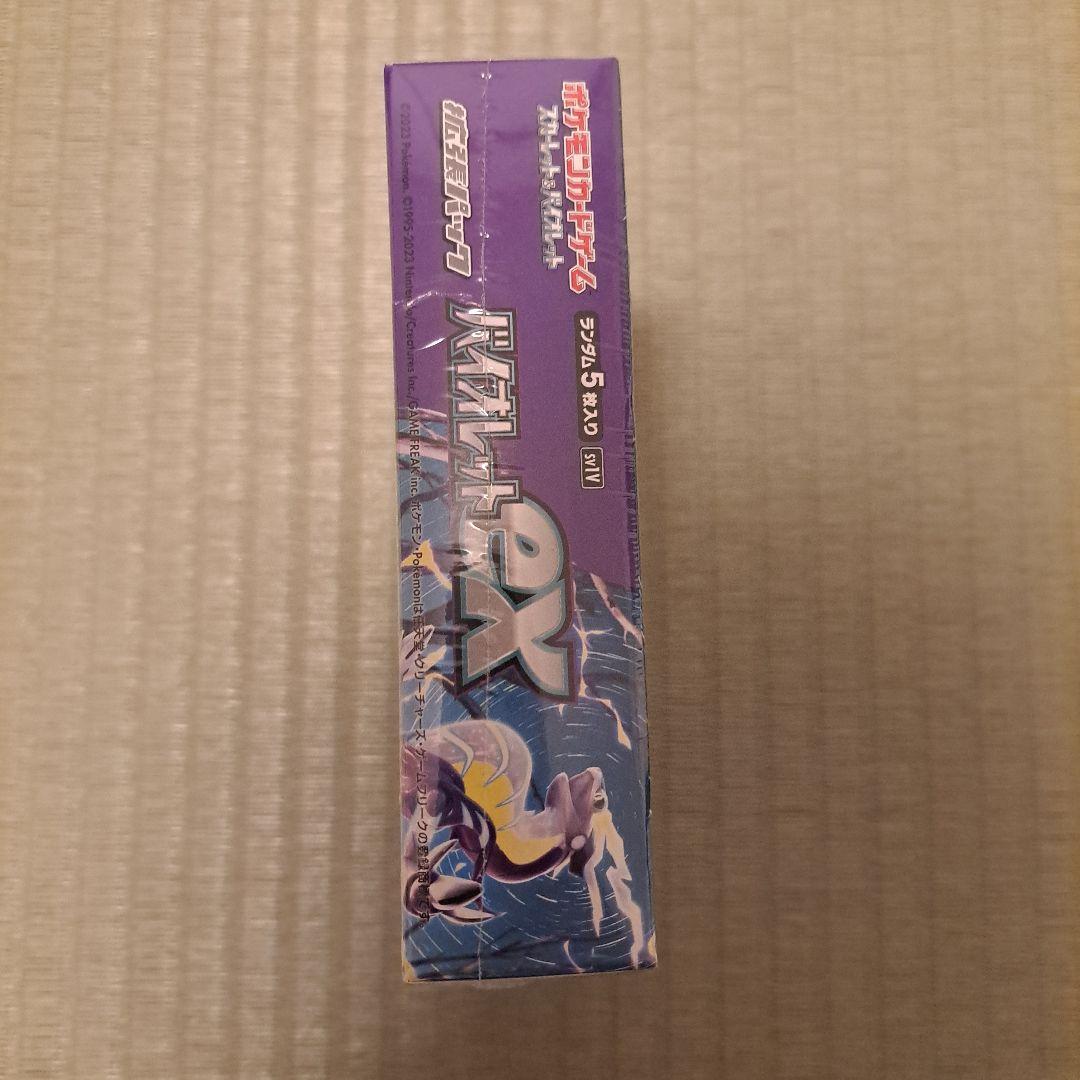 ポケモンカードゲーム
スカーレット&バイオレット
ランダム5枚入り SV1V
拡張パック
バイオレットex
©2023 Pokémon. ©1995-2023 Nintendo/Creatures Inc./GAME FREAK inc. ポケモン・Pokémonは任天堂・クリーチャーズ・ゲームフリークの登録商標です。